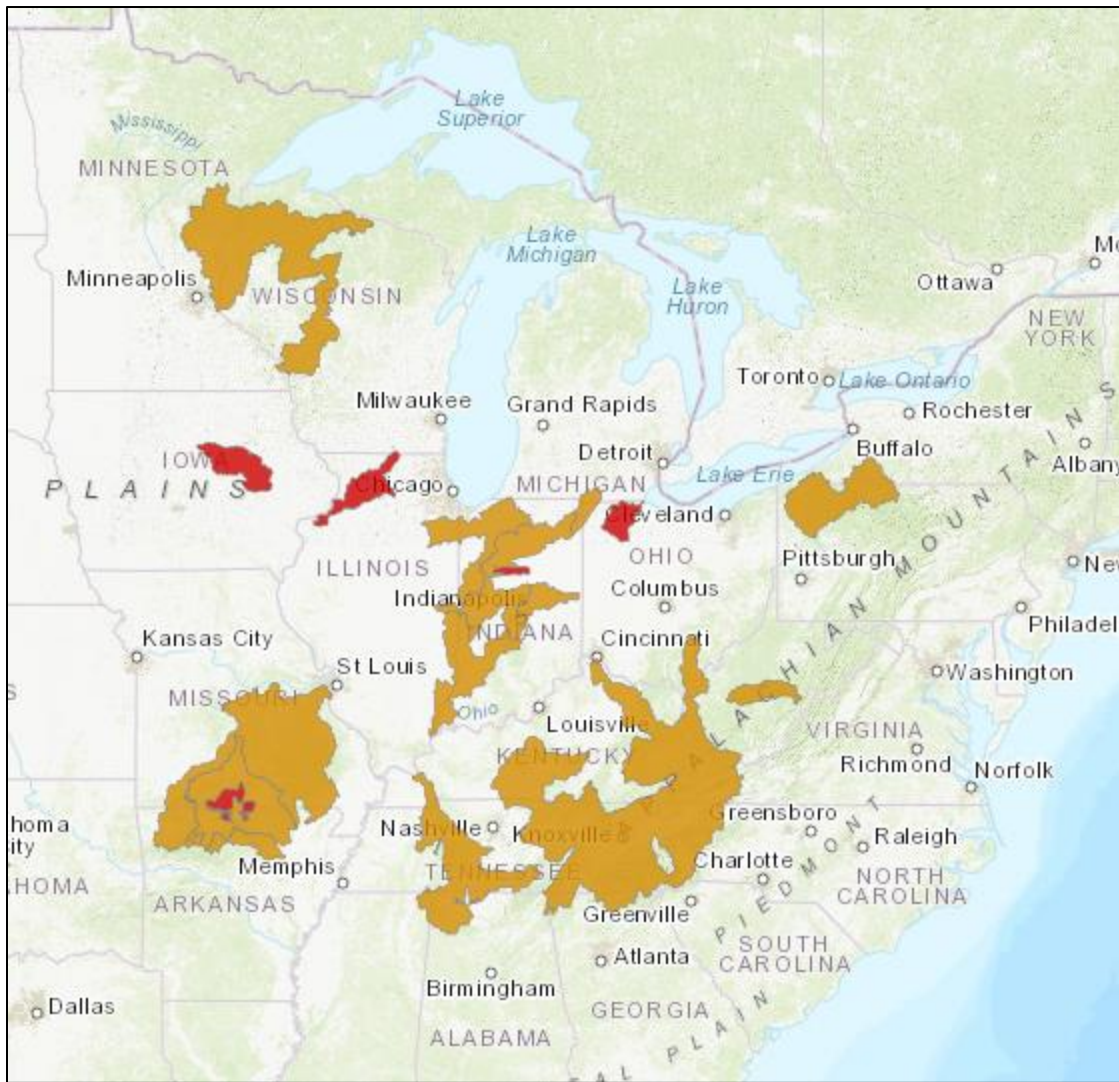 Lake
Superior
Mississippi
MINNESOTA
Lake
Michigan
Lake
Huron
Ottawa
Minneapolis
WISCONSIN
NEW
YORK
Toronto
Lake Ontario
Milwaukee
Grand Rapids
Rochester
Buffalo
Detroit
Lake Erie
Albany
IOWA
PLAINS
Chicago
MICHIGAN
Cleveland
OHIO
ILLINOIS
Pittsburgh
Columbus
Indianapolis
INDIANA
Cincinnati
Philadel
Kansas City
St Louis
Washington
MISSOURI
Ohio
Louisville
APPALACHIAN MOUNTAINS
VIRGINIA
Richmond
Norfolk
KENTUCKY
Greensboro
Nashville
Knoxville
Raleigh
homa
ity
Memphis
TENNESSEE
Charlotte
AHOMA
ARKANSAS
NORTH
CAROLINA
Greenville
PIEDMONT
SOUTH
CAROLINA
Atlanta
Birmingham
Dallas
GEORGIA
ALABAMA
AL PLAIN